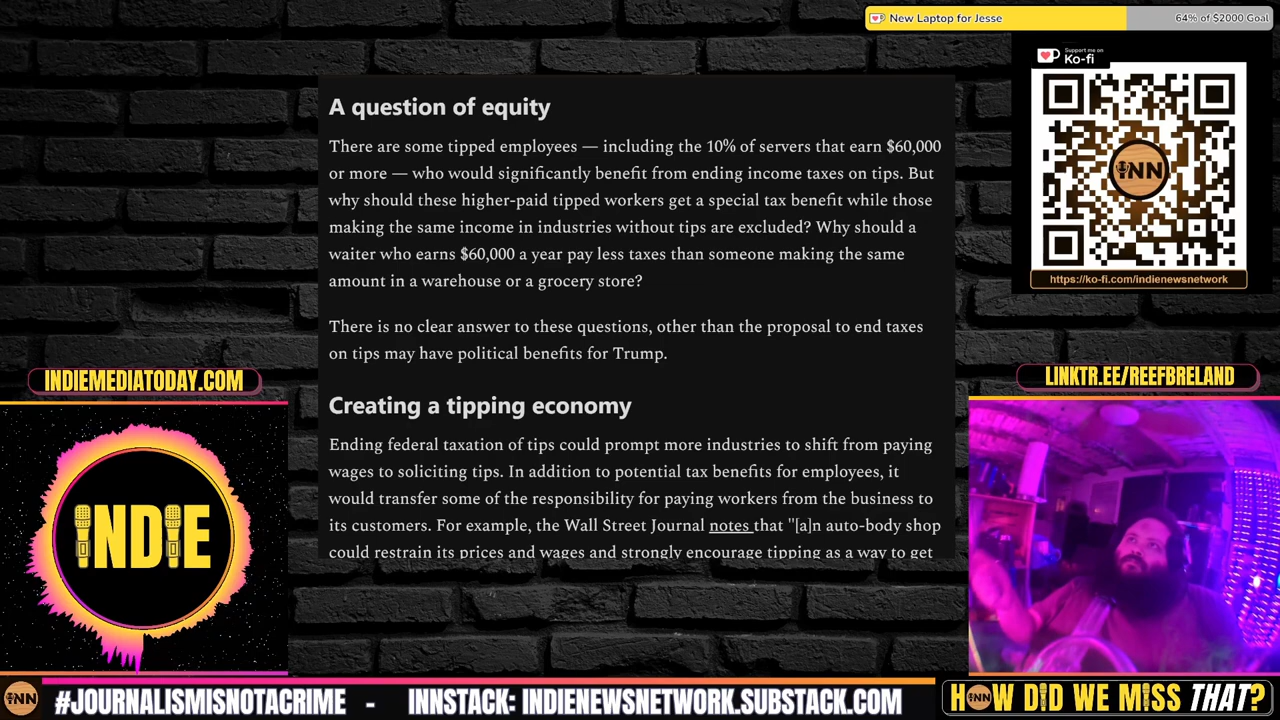 New Laptop for Jesse
64% of $2000 Goal
Support me on
Ko-fi
A question of equity
There are some tipped employees — including the 10% of servers that earn $60,000
or more — who would significantly benefit from ending income taxes on tips. But
why should these higher-paid tipped workers get a special tax benefit while those
making the same income in industries without tips are excluded? Why should a
waiter who earns $60,000 a year pay less taxes than someone making the same
amount in a warehouse or a grocery store?
There is no clear answer to these questions, other than the proposal to end taxes
on tips may have political benefits for Trump.
Creating a tipping economy
Ending federal taxation of tips could prompt more industries to shift from paying
wages to soliciting tips. In addition to potential tax benefits for employees, it
would transfer some of the responsibility for paying workers from the business to
its customers. For example, the Wall Street Journal notes that "[a]n auto-body shop
could restrain its prices and wages and strongly encourage tipping as a way to get
iNN
https://ko-fi.com/indienewsnetwork
INDIEMEDIATODAY.COM
LINKTR.EE/REEFBRELAND
INDIE
iNN
#JOURNALISMISNOTACRIME - INNSTACK: INDIENEWSNETWORK.SUBSTACK.COM
HOW DID WE MISS THAT?